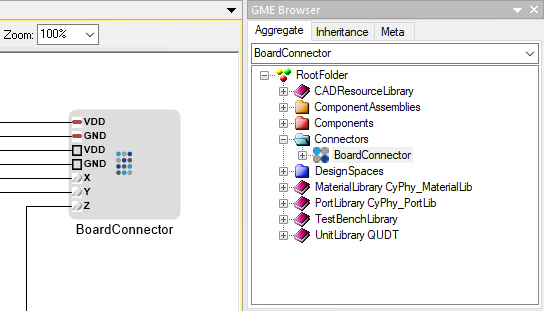 Zoom: 100%
VDD
GND
VDD
GND
X
Y
Z
BoardConnector
GME Browser
Aggregate Inheritance Meta
BoardConnector
RootFolder
CADResourceLibrary
ComponentAssemblies
Components
Connectors
BoardConnector
DesignSpaces
MaterialLibrary CyPhy_MaterialLib
PortLibrary CyPhy_PortLib
TestBenchLibrary
UnitLibrary QUDT